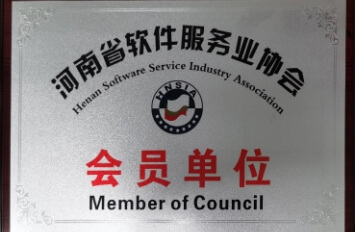 河南省软件服务业协会
Henan Software Service Industry Association
HNSIA
会员单位
Member of Council